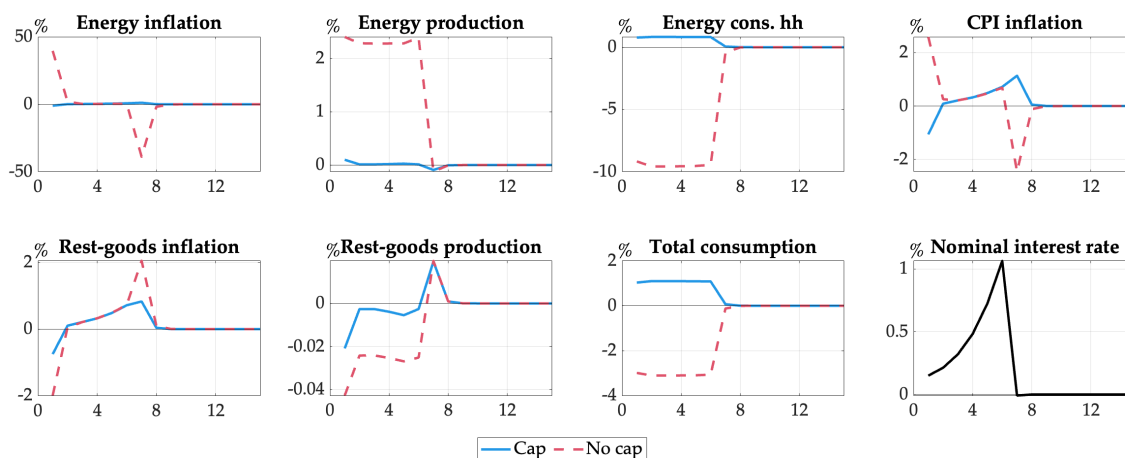 % Energy inflation
50
0
-50
0 4 8 12
% Energy production
2
1
0
0 4 8 12
% Energy cons. hh
0
-5
-10
0 4 8 12
% CPI inflation
2
0
-2
0 4 8 12
% Rest-goods inflation
2
0
-2
0 4 8 12
% Rest-goods production
0
-0.02
-0.04
0 4 8 12
% Total consumption
2
0
-2
-4
0 4 8 12
% Nominal interest rate
1
0.5
0
0 4 8 12
Cap No cap